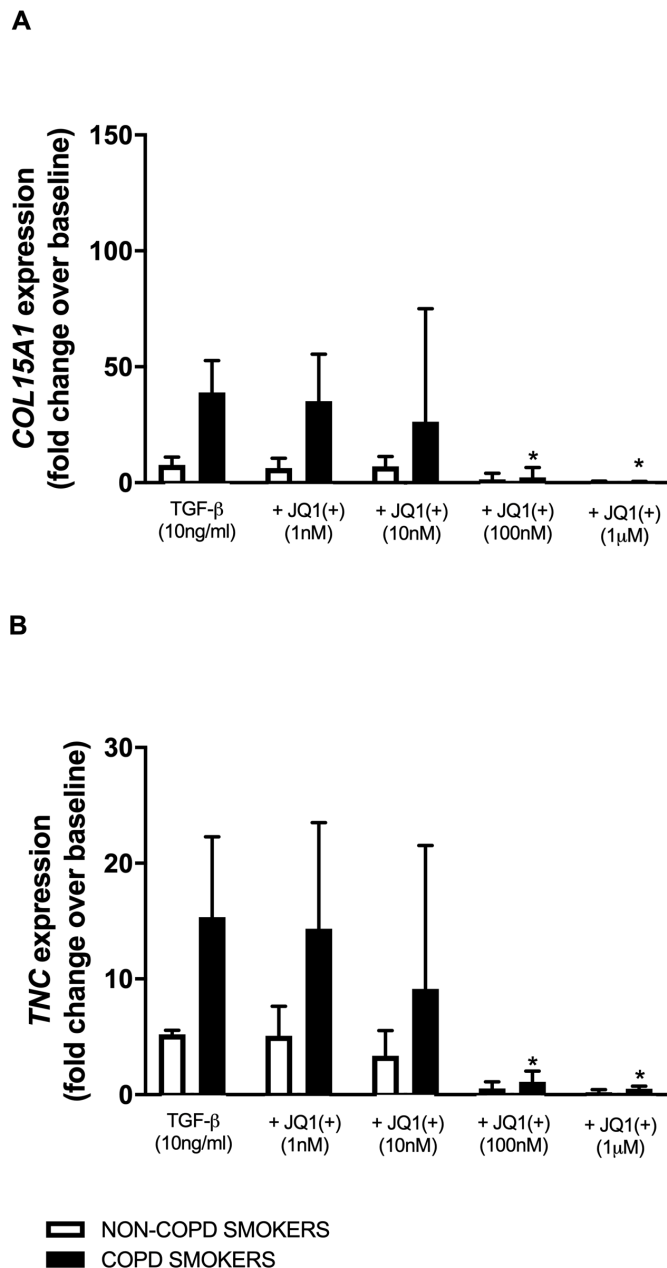 A
COL15A1 expression
(fold change over baseline)
150
100
50
0
* *
TGF-β + JQ1(+) + JQ1(+) + JQ1(+) + JQ1(+)
(10ng/ml) (1nM) (10nM) (100nM) (1μM)
B
TNC expression
(fold change over baseline)
30
20
10
0
* *
TGF-β + JQ1(+) + JQ1(+) + JQ1(+) + JQ1(+)
(10ng/ml) (1nM) (10nM) (100nM) (1μM)
NON-COPD SMOKERS
COPD SMOKERS